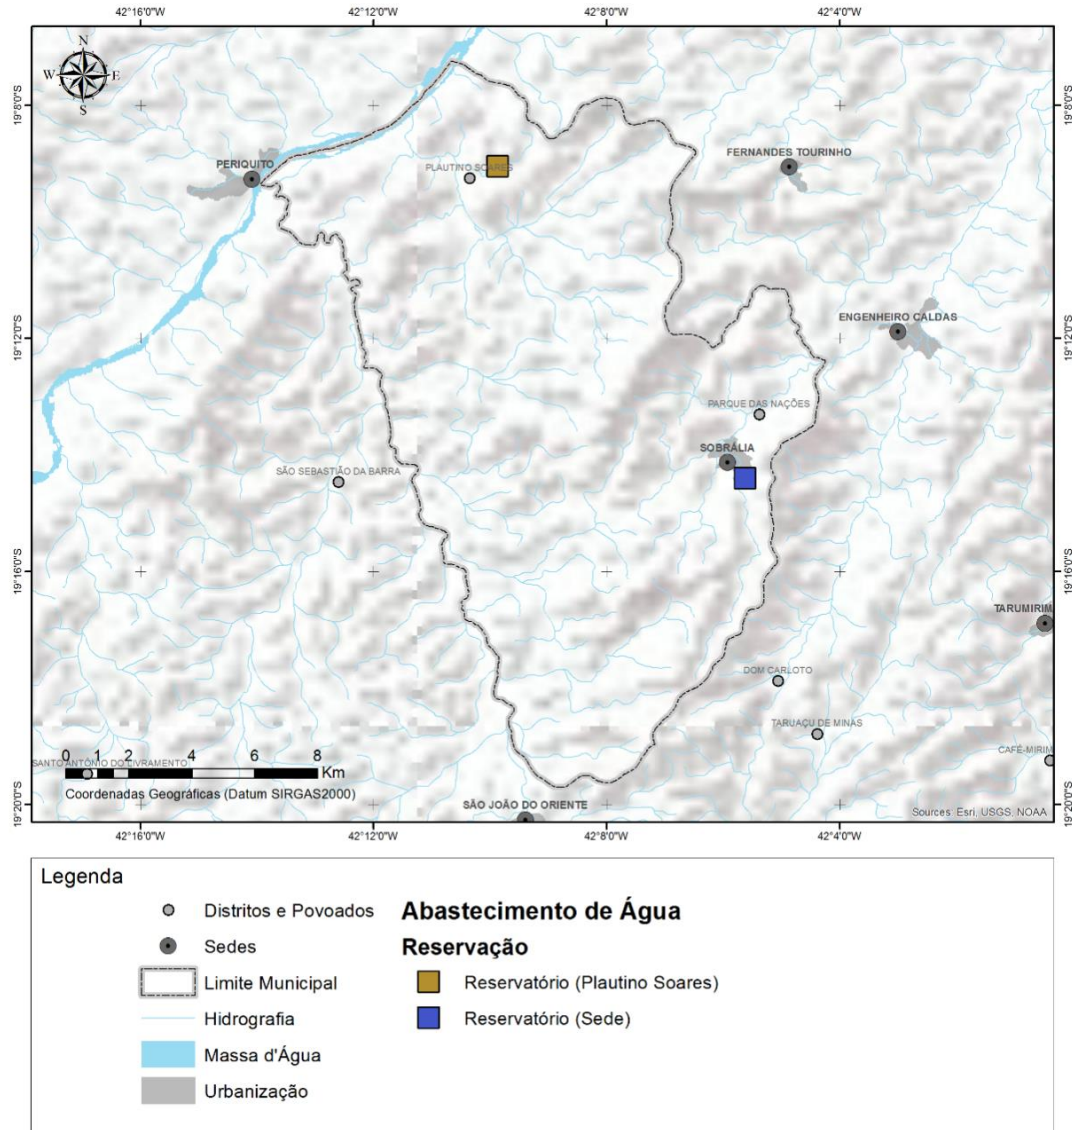 42°16'0"W 42°12'0"W 42°8'0"W 42°4'0"W
N
W E
S
19°8'0"S 19°8'0"S
PERIQUITO
PLAUTINO SOARES
FERNANDES TOURINHO
ENGENHEIRO CALDAS
19°12'0"S 19°12'0"S
PARQUE DAS NAÇÕES
SOBRÁLIA
SÃO SEBASTIÃO DA BARRA
19°16'0"S 19°16'0"S
TARUMIRIM
DOM CARLOTO
TARUAÇU DE MINAS
CAFÉ-MIRIM
0 1 2 4 6 8
Km
SANTO ANTÔNIO DO LIVRAMENTO
Coordenadas Geográficas (Datum SIRGAS2000)
SÃO JOÃO DO ORIENTE
Sources: Esri, USGS, NOAA
19°20'0"S 19°20'0"S
42°16'0"W 42°12'0"W 42°8'0"W 42°4'0"W
Legenda
Distritos e Povoados
Sedes
Limite Municipal
Hidrografia
Massa d'Água
Urbanização
Abastecimento de Água
Reservação
Reservatório (Plautino Soares)
Reservatório (Sede)